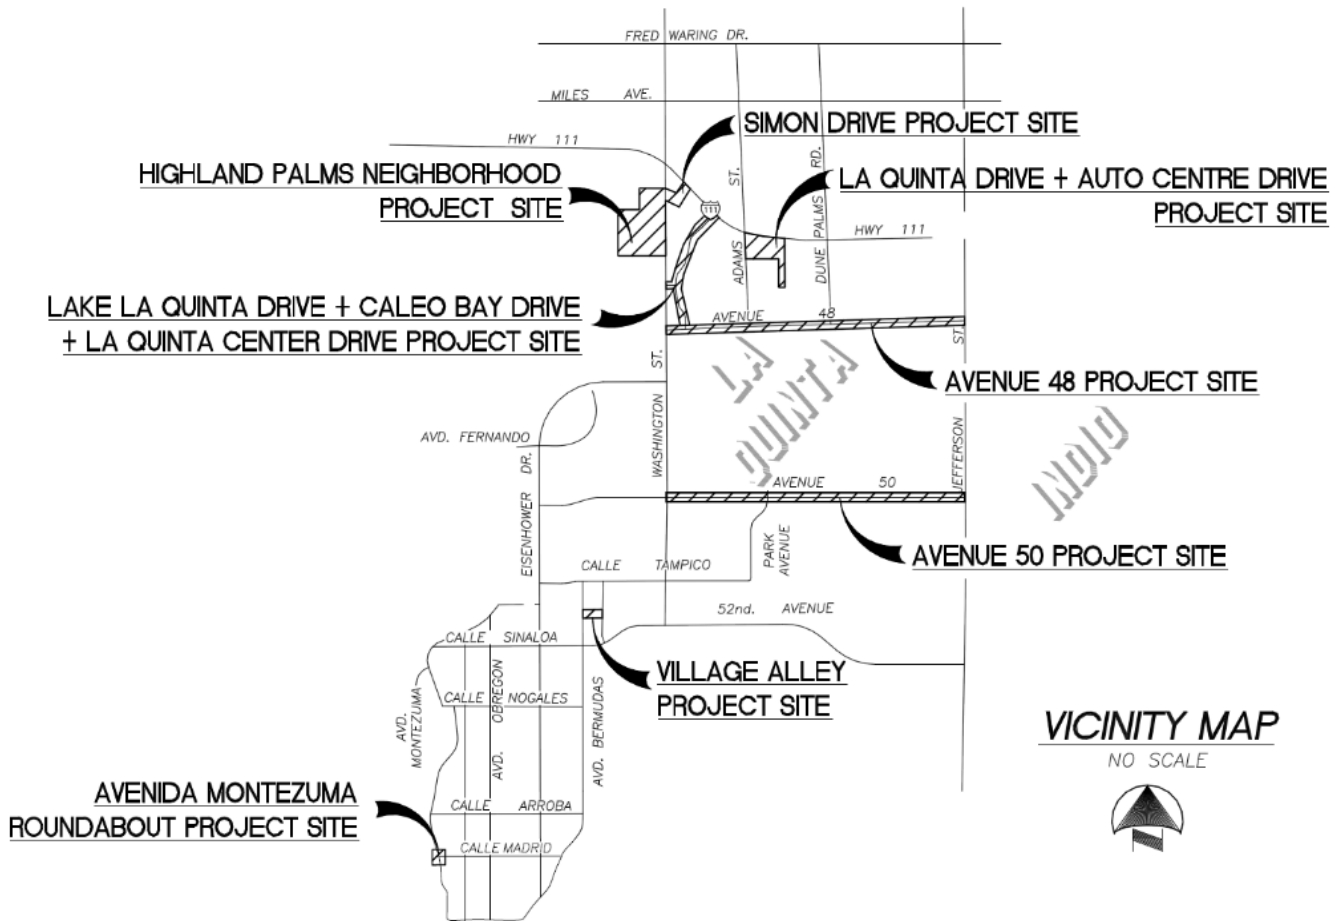 FRED WARING DR.
MILES AVE.
SIMON DRIVE PROJECT SITE
HWY 111
HIGHLAND PALMS NEIGHBORHOOD
PROJECT SITE
ST.
DUNE PALMS RD.
LA QUINTA DRIVE + AUTO CENTRE DRIVE
PROJECT SITE
111
HWY 111
ADAMS
LAKE LA QUINTA DRIVE + CALEO BAY DRIVE
+ LA QUINTA CENTER DRIVE PROJECT SITE
AVENUE 48
ST.
WASHINGTON ST.
LA
QUINTA
AVENUE 48 PROJECT SITE
AVD. FERNANDO
JEFFERSON
INDIO
EISENHOWER DR.
AVENUE 50
AVENUE 50 PROJECT SITE
PARK
AVENUE
CALLE TAMPICO
52nd. AVENUE
CALLE SINALOA
VILLAGE ALLEY
PROJECT SITE
AVD.
MONTEZUMA
CALLE NOGALES
AVD. OBREGON
AVD. BERMUDAS
VICINITY MAP
NO SCALE
AVENIDA MONTEZUMA
ROUNDABOUT PROJECT SITE
CALLE ARROBA
CALLE MADRID
N